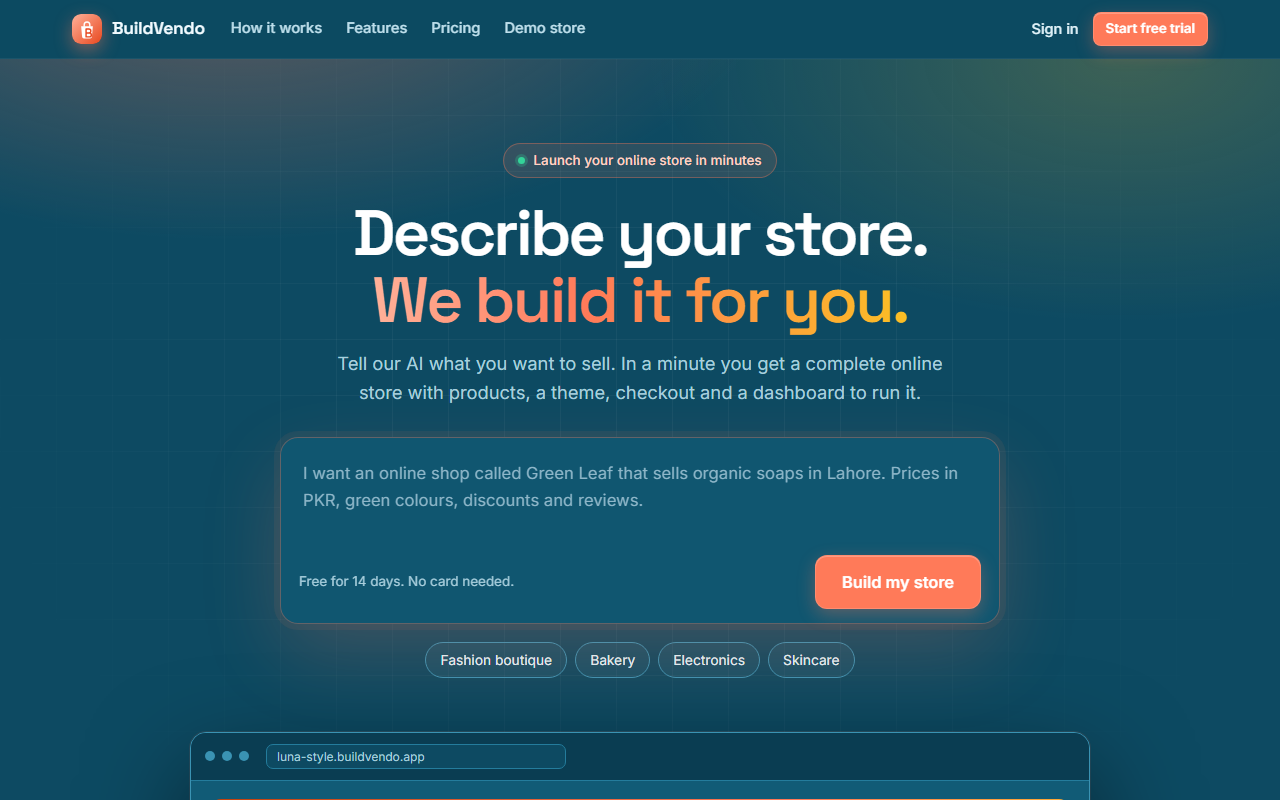 BuildVendo
How it works
Features
Pricing
Demo store
Sign in
Start free trial
Launch your online store in minutes
Describe your store.
We build it for you.
Tell our AI what you want to sell. In a minute you get a complete online
store with products, a theme, checkout and a dashboard to run it.
I want an online shop called Green Leaf that sells organic soaps in Lahore. Prices in
PKR, green colours, discounts and reviews.
Free for 14 days. No card needed.
Build my store
Fashion boutique
Bakery
Electronics
Skincare
luna-style.buildvendo.app